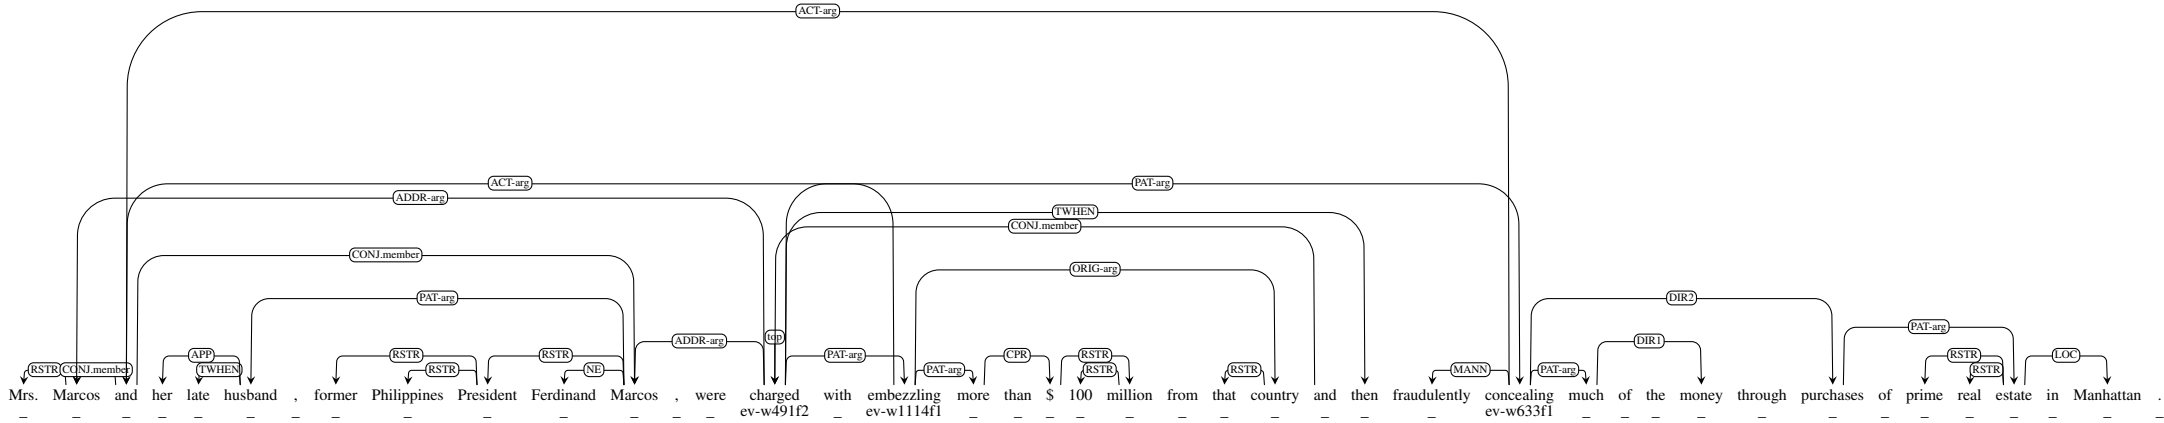 ACT-arg
ACT-arg PAT-arg
ADDR-arg
TWHEN
CONJ.member
CONJ.member
ORIG-arg
PAT-arg DIR2
PAT-arg
top
ADDR-arg DIR1
APP RSTR RSTR PAT-arg CPR RSTR RSTR LOC
RSTR CONJ.member TWHEN RSTR NE PAT-arg RSTR RSTR MANN PAT-arg RSTR
Mrs. Marcos and her late husband , former Philippines President Ferdinand Marcos , were charged with embezzling more than $ 100 million from that country and then fraudulently concealing much of the money through purchases of prime real estate in Manhattan .
_ _ _ _ _ _ _ _ _ _ _ _ _ _ ev-w491f2 _ ev-w1114f1 _ _ _ _ _ _ _ _ _ _ _ ev-w633f1 _ _ _ _ _ _ _ _ _ _ _ _ _